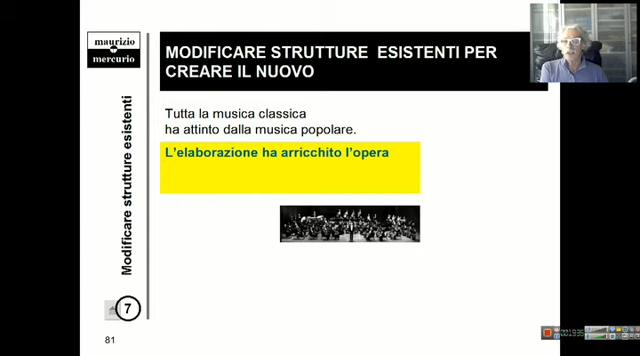 maurizio
mercurio
MODIFICARE STRUTTURE ESISTENTI PER
CREARE IL NUOVO
Tutta la musica classica
ha attinto dalla musica popolare.
L'elaborazione ha arricchito l'opera
Modificare strutture esistenti
7
81